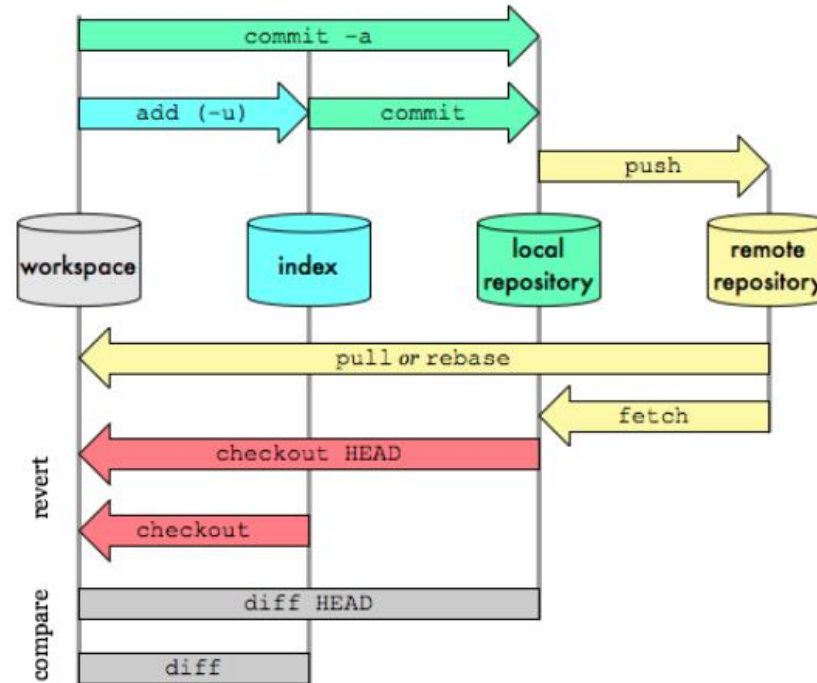 commit -a
add (-u)
commit
push
workspace
index
local
repository
remote
repository
pull or rebase
fetch
revert
checkout HEAD
checkout
compare
diff HEAD
diff